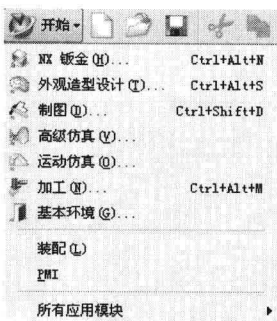 开始
NX 钣金(H)... Ctrl+Alt+N
外观造型设计(T)... Ctrl+Alt+S
制图(D)... Ctrl+Shift+D
高级仿真(V)...
运动仿真(O)...
加工(N)... Ctrl+Alt+M
基本环境(G)...
装配(L)
PMI
所有应用模块